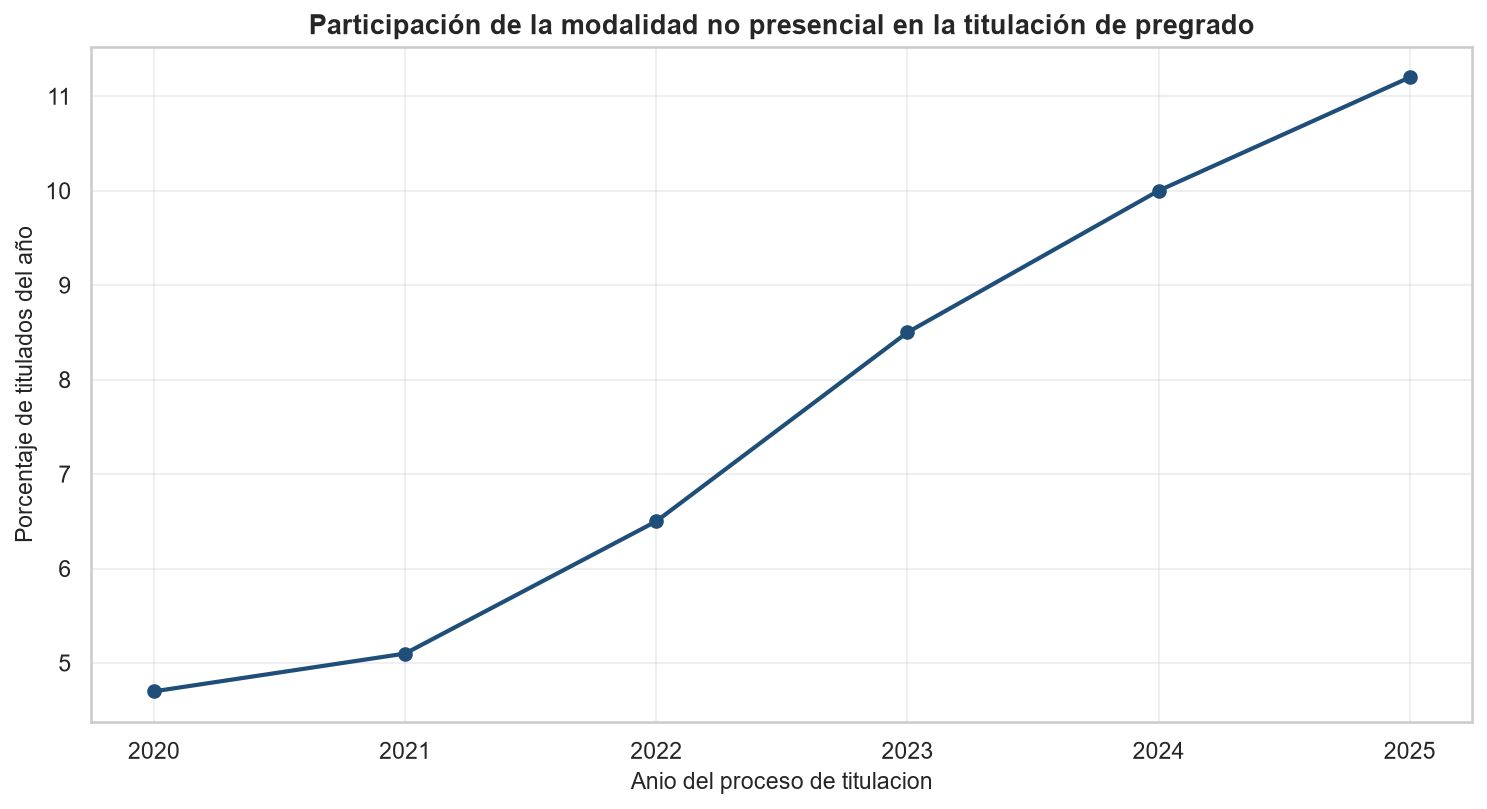 Participación de la modalidad no presencial en la titulación de pregrado
Porcentaje de titulados del año
11
10
9
8
7
6
5
2020 2021 2022 2023 2024 2025
Anio del proceso de titulacion